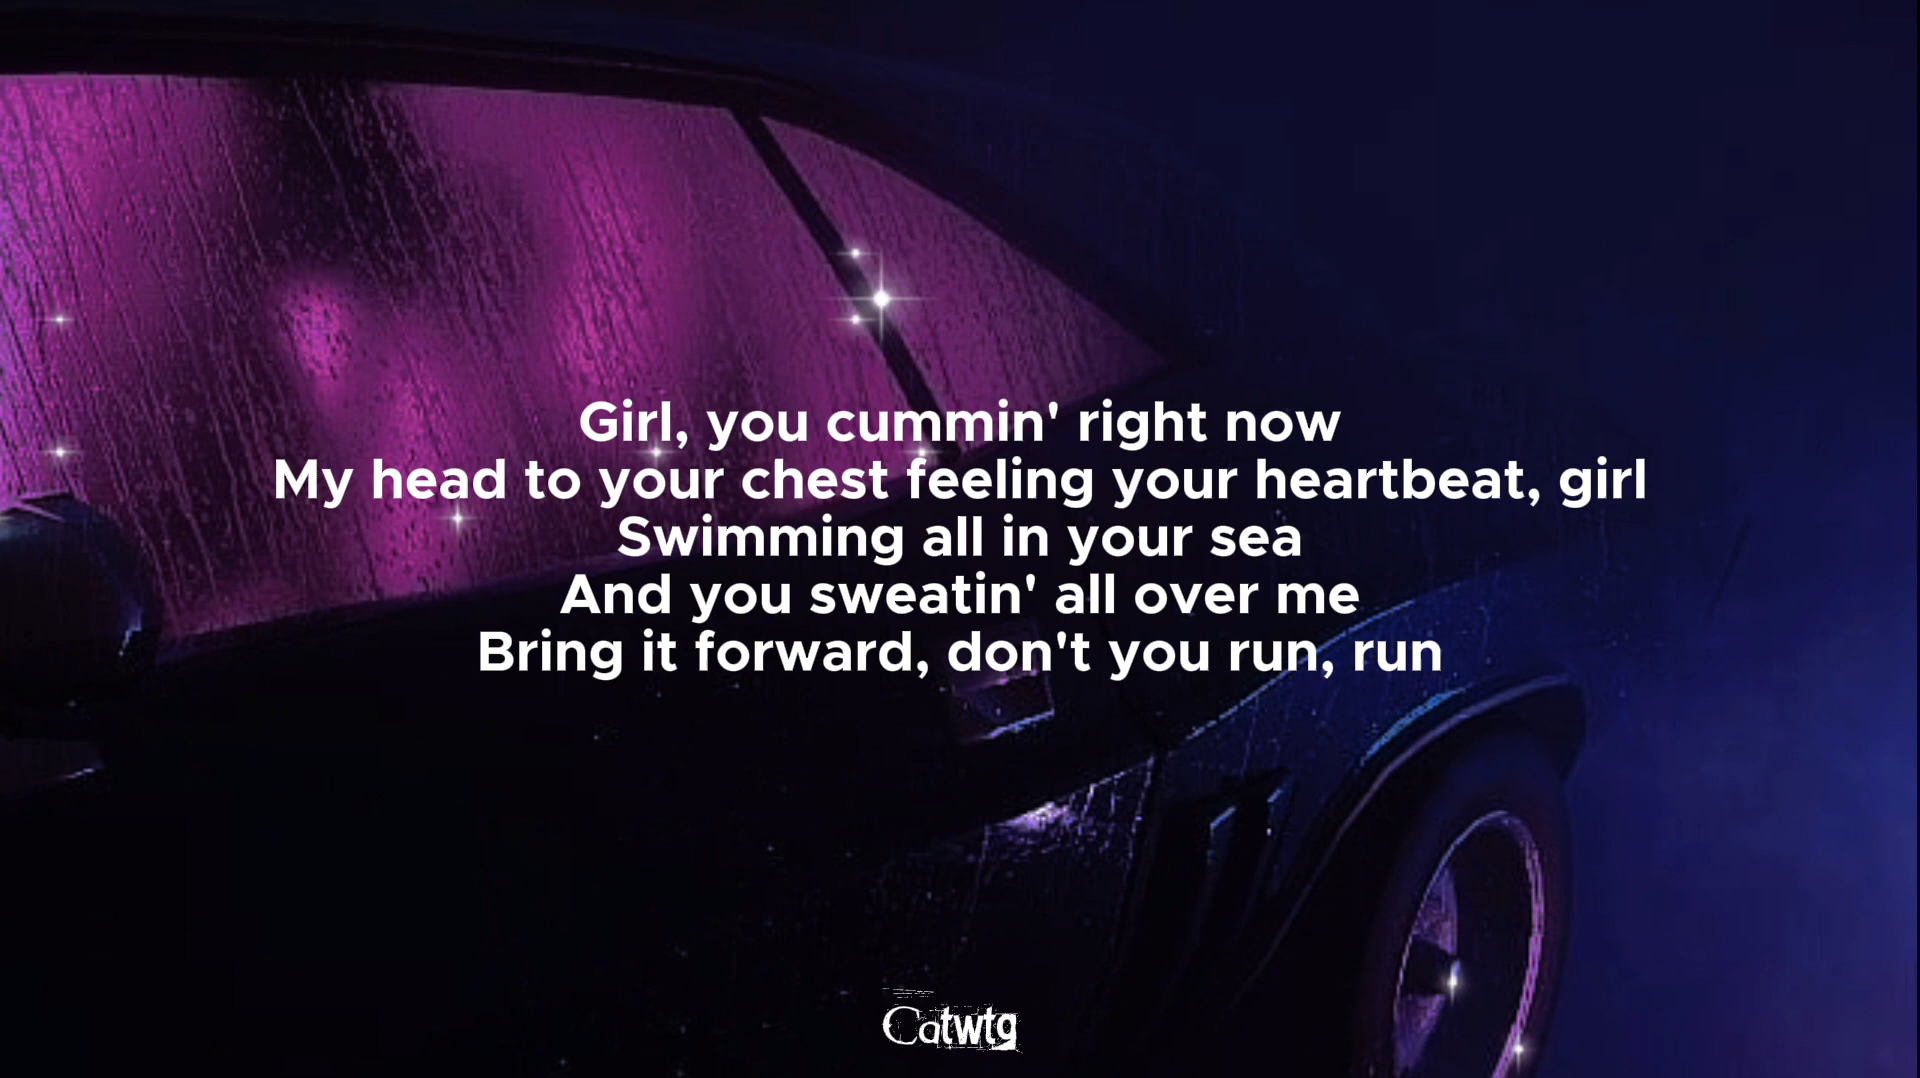 Girl, you cummin' right now
My head to your chest feeling your heartbeat, girl
Swimming all in your sea
And you sweatin' all over me
Bring it forward, don't you run, run
Catwtg